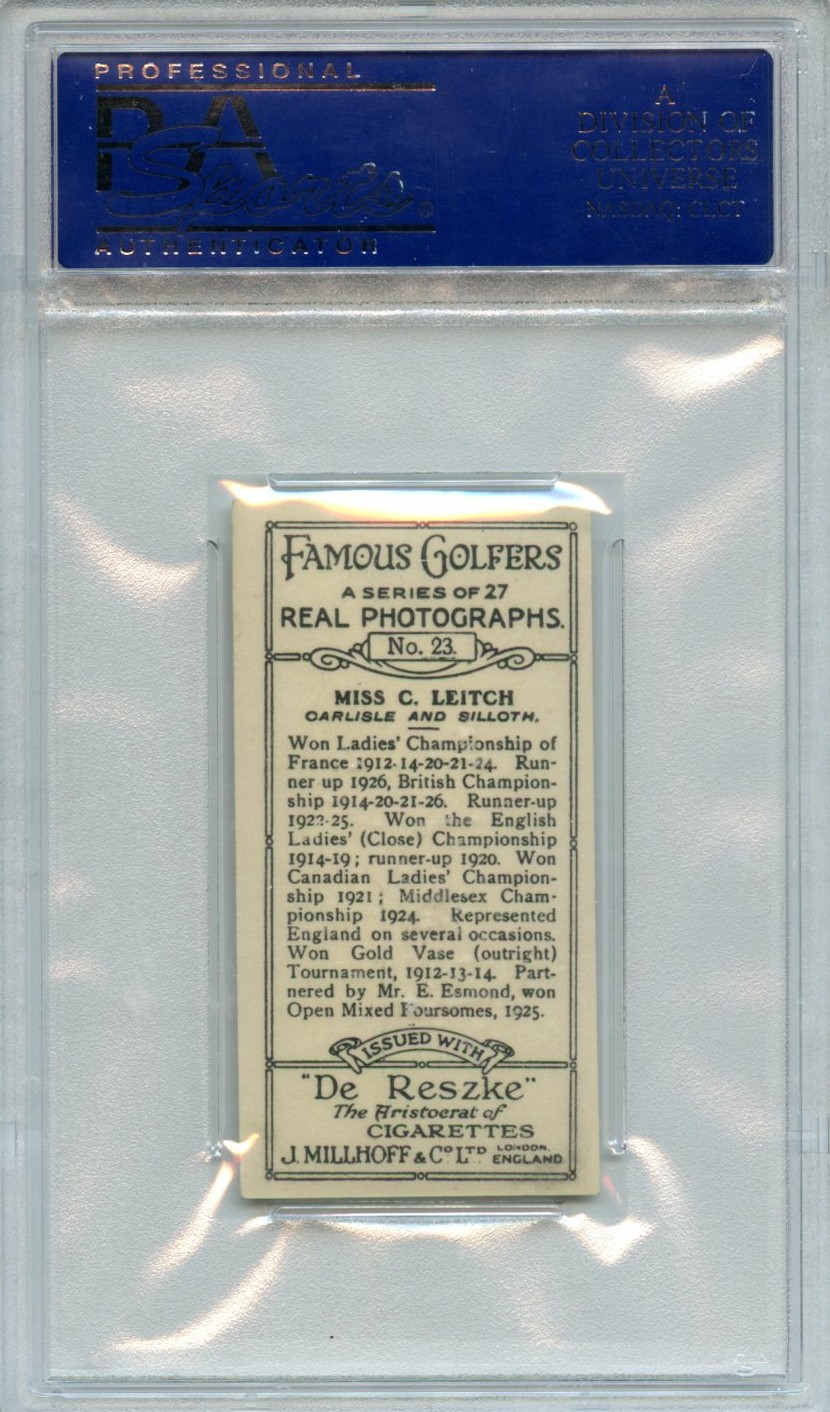 PROFESSIONAL
PSA
Sports®
AUTHENTICATOR
A
DIVISION OF
COLLECTORS
UNIVERSE
NASDAQ: CLCT
FAMOUS GOLFERS
A SERIES OF 27
REAL PHOTOGRAPHS.
No. 23.
MISS C. LEITCH
CARLISLE AND SILLOTH.
Won Ladies' Championship of
France 1912-14-20-21-24. Run-
ner up 1926, British Champion-
ship 1914-20-21-26. Runner-up
1922-25. Won the English
Ladies' (Close) Championship
1914-19; runner-up 1920. Won
Canadian Ladies' Champion-
ship 1921; Middlesex Cham-
pionship 1924. Represented
England on several occasions.
Won Gold Vase (outright)
Tournament, 1912-13-14. Part-
nered by Mr. E. Esmond, won
Open Mixed Foursomes, 1925.
ISSUED WITH
"De Reszke"
The Aristocrat of
CIGARETTES
J. MILLHOFF & Co LTD LONDON, ENGLAND